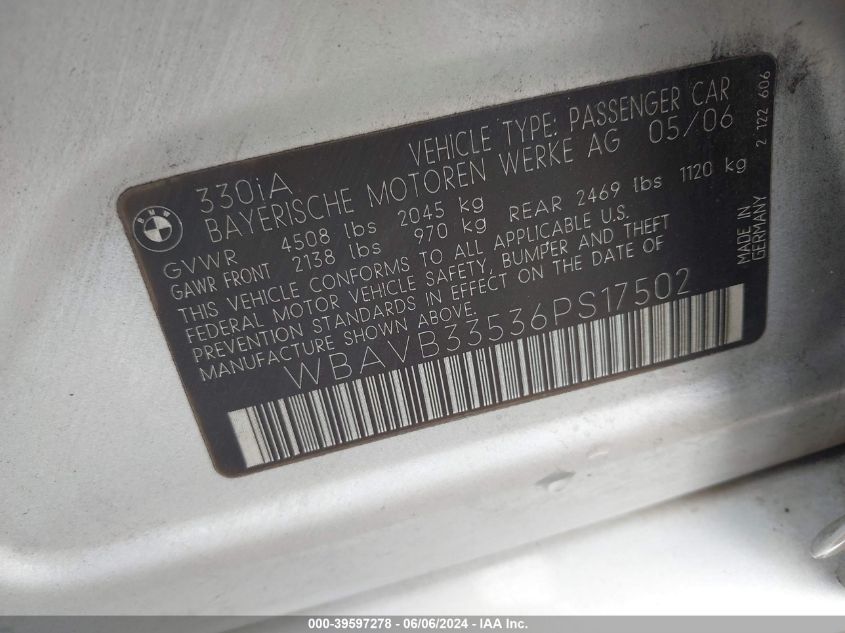 330iA VEHICLE TYPE: PASSENGER CAR
BAYERISCHE MOTOREN WERKE AG 05/06
GVWR 4508 lbs 2045 kg
GAWR FRONT 2138 lbs 970 kg REAR 2469 lbs 1120 kg
THIS VEHICLE CONFORMS TO ALL APPLICABLE U.S.
FEDERAL MOTOR VEHICLE SAFETY, BUMPER AND THEFT
PREVENTION STANDARDS IN EFFECT ON THE DATE OF
MANUFACTURE SHOWN ABOVE.
WBAVB33536PS17502
MADE IN
GERMANY
2 122 606
BMW
000-39597278 - 06/06/2024 - IAA Inc.